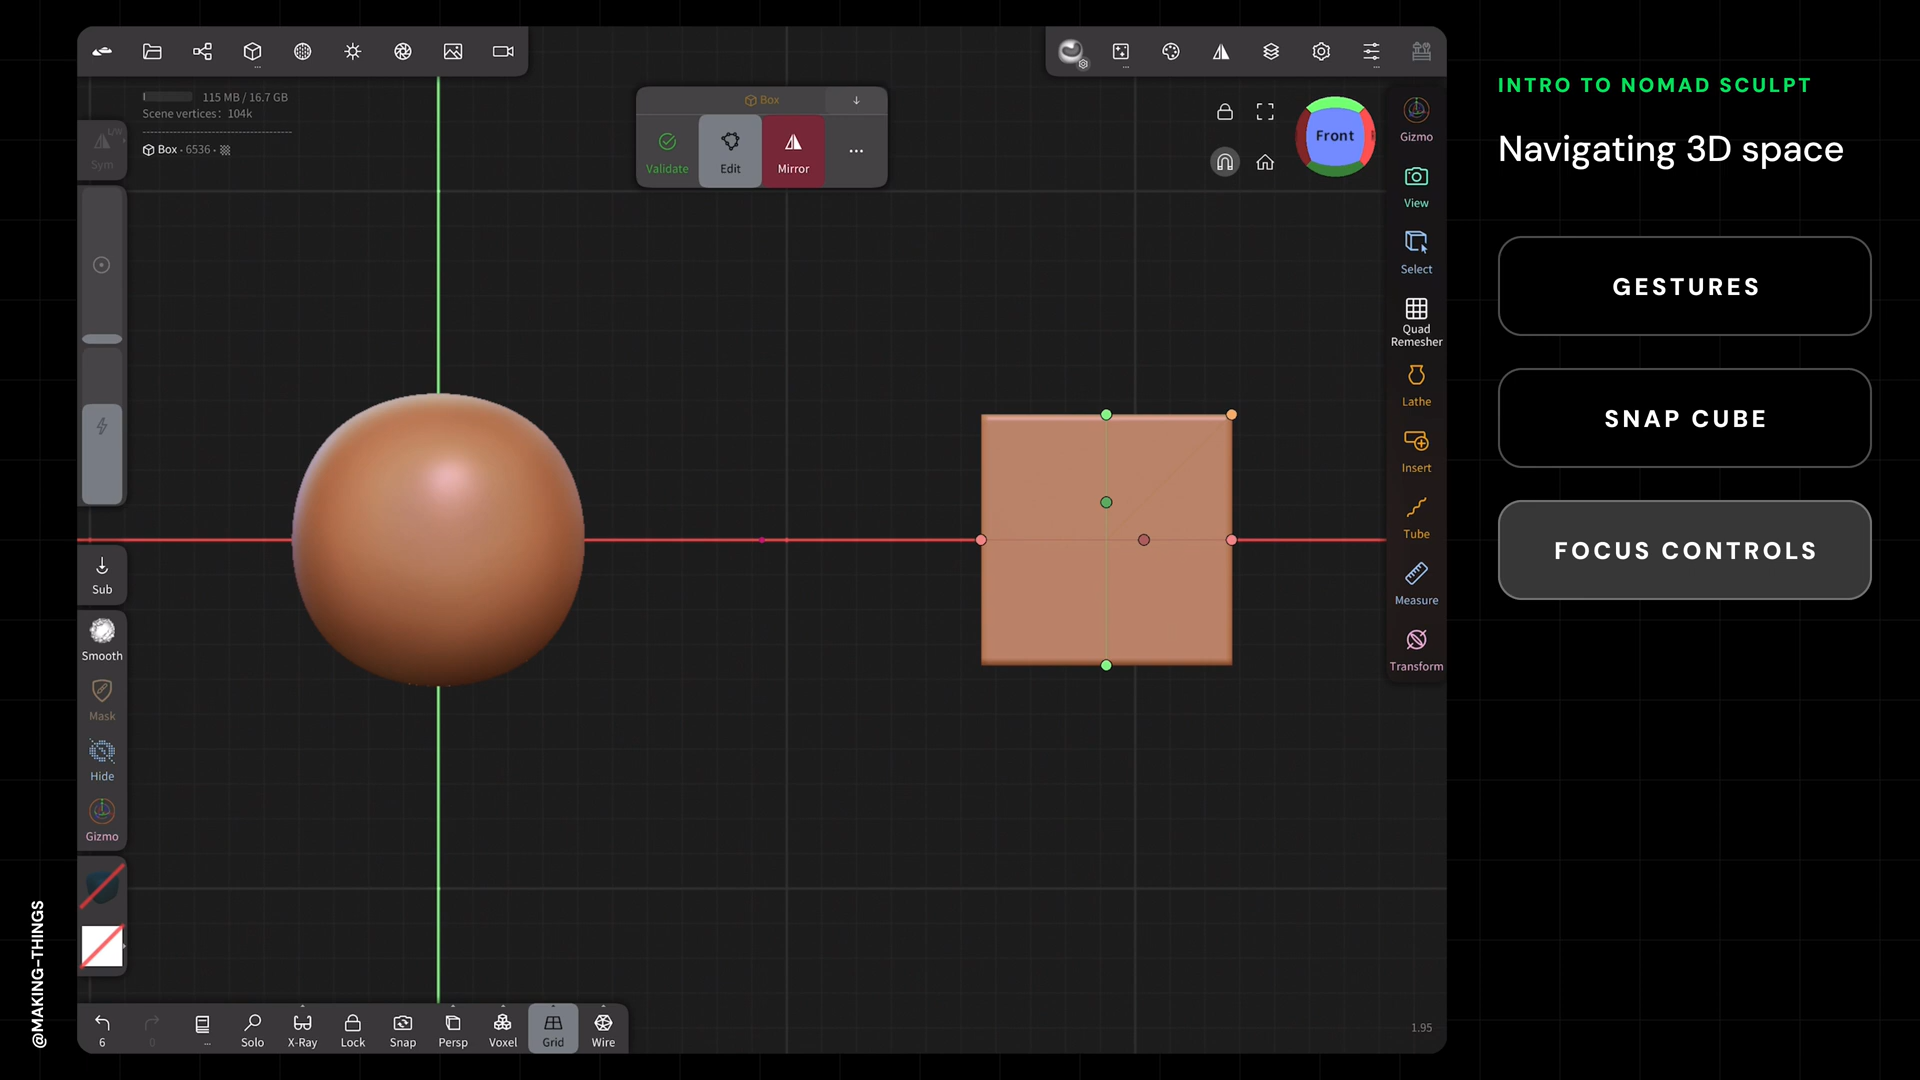 INTRO TO NOMAD SCULPT
Navigating 3D space
GESTURES
SNAP CUBE
FOCUS CONTROLS
@MAKING-THINGS
115 MB / 16.7 GB
Scene vertices: 104k
Box - 6536 -
L/W
Sym
Box
Validate
Edit
Mirror
...
Front
Gizmo
View
Select
Quad
Remesher
Lathe
Insert
Tube
Measure
Transform
Sub
Smooth
Mask
Hide
Gizmo
6
0
...
Solo
X-Ray
Lock
Snap
Persp
Voxel
Grid
Wire
1.95